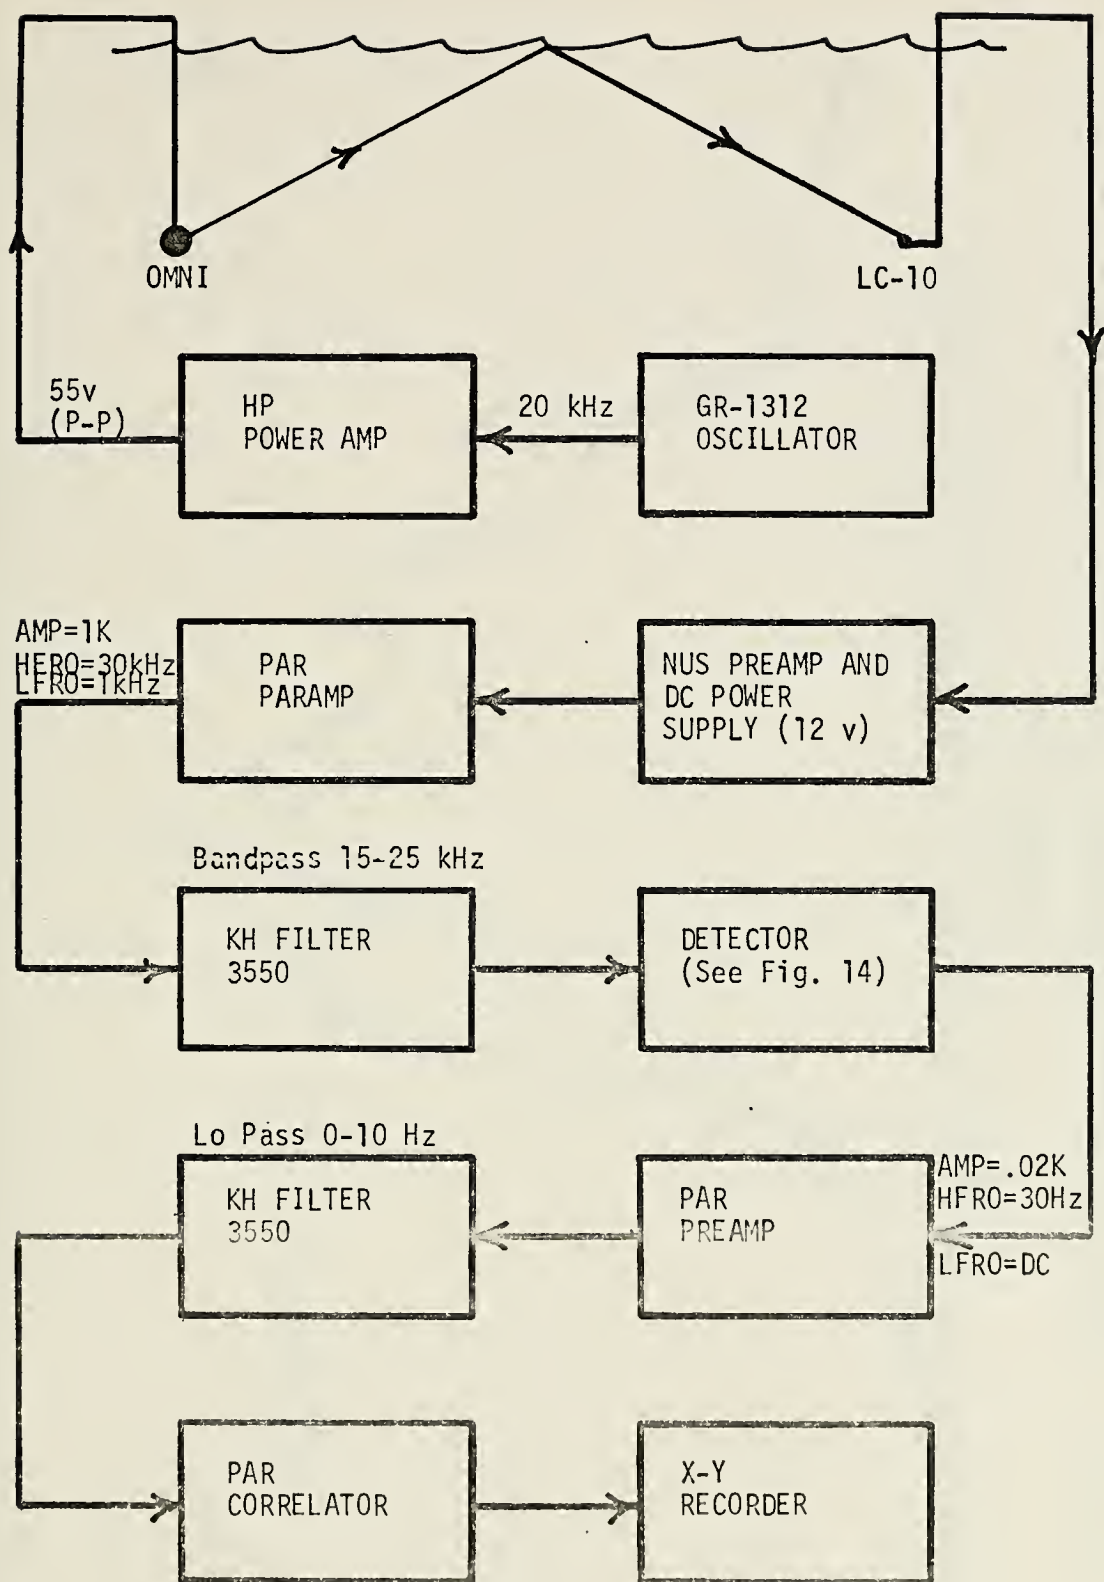 OMNI
LC-10
55v
(P-P)
HP
POWER AMP
20 kHz
GR-1312
OSCILLATOR
AMP=1K
HFRO=30kHz
LFRO=1kHz
PAR
PARAMP
NUS PREAMP AND
DC POWER
SUPPLY (12 v)
Bandpass 15-25 kHz
KH FILTER
3550
DETECTOR
(See Fig. 14)
Lo Pass 0-10 Hz
KH FILTER
3550
PAR
PREAMP
AMP=.02K
HFRO=30Hz
LFRO=DC
PAR
CORRELATOR
X-Y
RECORDER